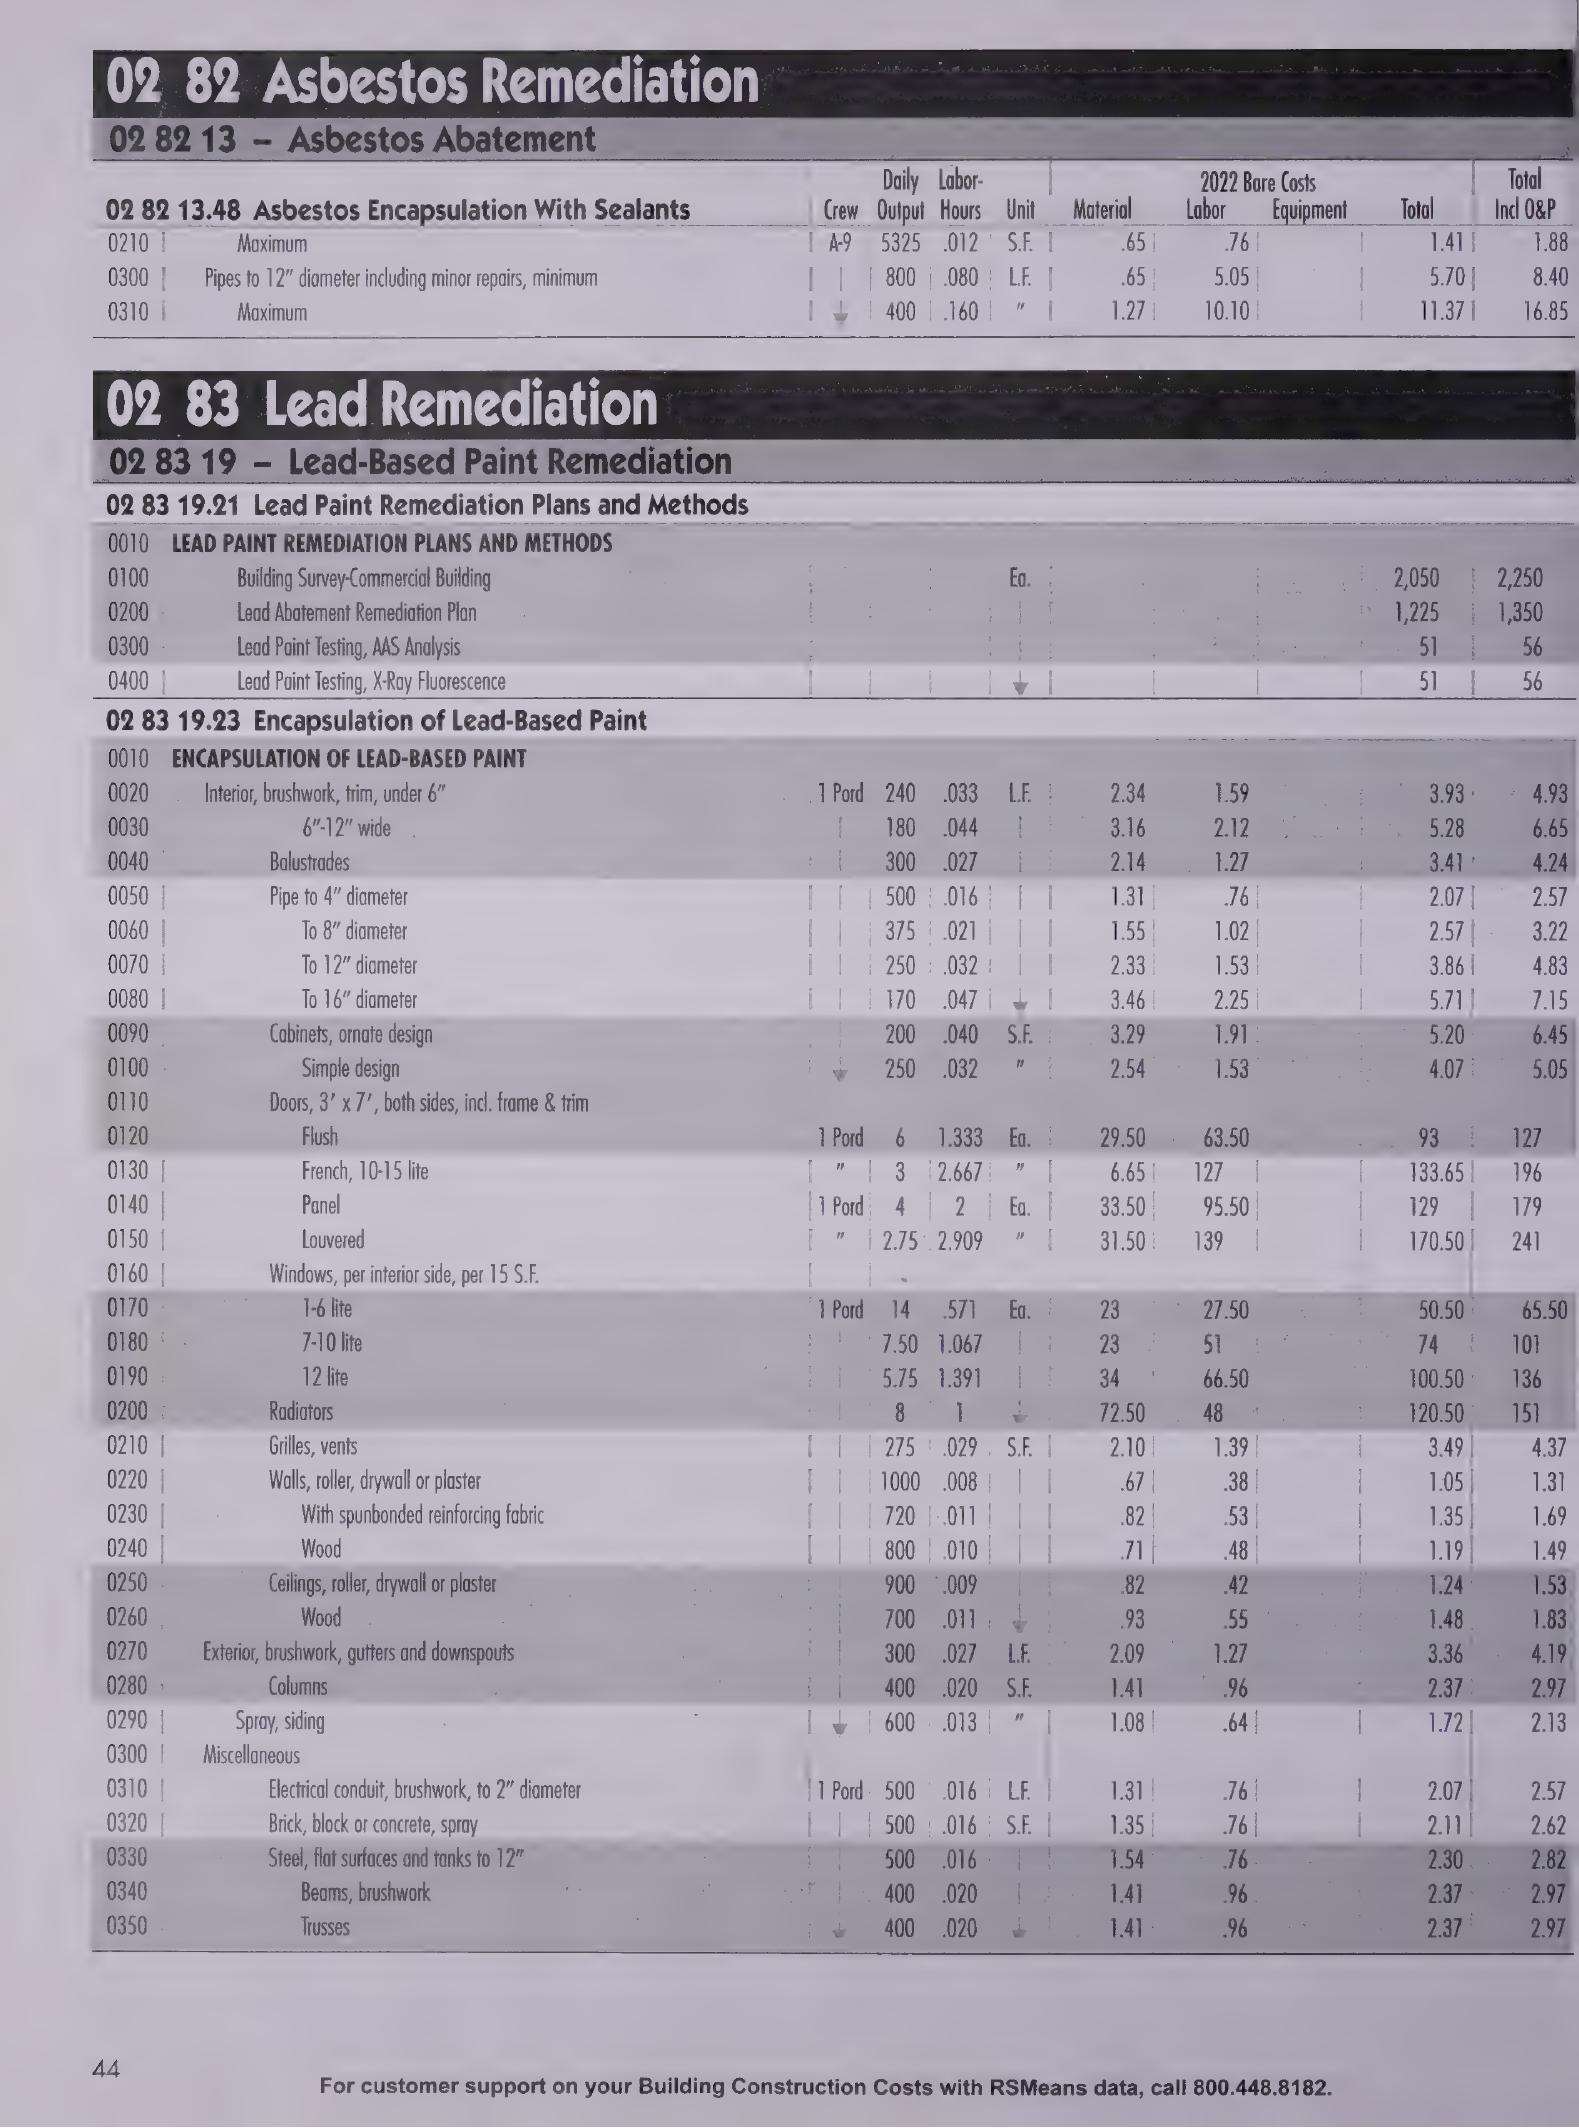 02 82 Asbestos Remediation
02 82 13 – Asbestos Abatement
Daily Labor- 2022 Bare Costs Total
02 82 13.48 Asbestos Encapsulation With Sealants Crew Output Hours Unit Material Labor Equipment Total Incl O&P
0210 Maximum A-9 5325 .012 S.F. .65 .76 1.41 1.88
0300 Pipes to 12" diameter including minor repairs, minimum 800 .080 L.F. .65 5.05 5.70 8.40
0310 Maximum 400 .160 " 1.27 10.10 11.37 16.85
02 83 Lead Remediation
02 83 19 – Lead-Based Paint Remediation
02 83 19.21 Lead Paint Remediation Plans and Methods
0010 LEAD PAINT REMEDIATION PLANS AND METHODS
0100 Building Survey-Commercial Building Ea. 2,050 2,250
0200 Lead Abatement Remediation Plan 1,225 1,350
0300 Lead Paint Testing, AAS Analysis 51 56
0400 Lead Paint Testing, X-Ray Fluorescence 51 56
02 83 19.23 Encapsulation of Lead-Based Paint
0010 ENCAPSULATION OF LEAD-BASED PAINT
0020 Interior, brushwork, trim, under 6" 1 Pord 240 .033 L.F. 2.34 1.59 3.93 4.93
0030 6"-12" wide 180 .044 3.16 2.12 5.28 6.65
0040 Balustrades 300 .027 2.14 1.27 3.41 4.24
0050 Pipe to 4" diameter 500 .016 1.31 .76 2.07 2.57
0060 To 8" diameter 375 .021 1.55 1.02 2.57 3.22
0070 To 12" diameter 250 .032 2.33 1.53 3.86 4.83
0080 To 16" diameter 170 .047 3.46 2.25 5.71 7.15
0090 Cabinets, ornate design 200 .040 S.F. 3.29 1.91 5.20 6.45
0100 Simple design 250 .032 " 2.54 1.53 4.07 5.05
0110 Doors, 3' x 7', both sides, incl. frame & trim
0120 Flush 1 Pord 6 1.333 Ea. 29.50 63.50 93 127
0130 French, 10-15 lite " 3 2.667 " 6.65 127 133.65 196
0140 Panel 1 Pord 4 2 Ea. 33.50 95.50 129 179
0150 Louvered " 2.75 2.909 " 31.50 139 170.50 241
0160 Windows, per interior side, per 15 S.F.
0170 1-6 lite 1 Pord 14 .571 Ea. 23 27.50 50.50 65.50
0180 7-10 lite 7.50 1.067 23 51 74 101
0190 12 lite 5.75 1.391 34 66.50 100.50 136
0200 Radiators 8 1 72.50 48 120.50 151
0210 Grilles, vents 275 .029 S.F. 2.10 1.39 3.49 4.37
0220 Walls, roller, drywall or plaster 1000 .008 .67 .38 1.05 1.31
0230 With spunbonded reinforcing fabric 720 .011 .82 .53 1.35 1.69
0240 Wood 800 .010 .71 .48 1.19 1.49
0250 Ceilings, roller, drywall or plaster 900 .009 .82 .42 1.24 1.53
0260 Wood 700 .011 .93 .55 1.48 1.83
0270 Exterior, brushwork, gutters and downspouts 300 .027 L.F. 2.09 1.27 3.36 4.19
0280 Columns 400 .020 S.F. 1.41 .96 2.37 2.97
0290 Spray, siding 600 .013 " 1.08 .64 1.72 2.13
0300 Miscellaneous
0310 Electrical conduit, brushwork, to 2" diameter 1 Pord 500 .016 L.F. 1.31 .76 2.07 2.57
0320 Brick, block or concrete, spray 500 .016 S.F. 1.35 .76 2.11 2.62
0330 Steel, flat surfaces and tanks to 12" 500 .016 1.54 .76 2.30 2.82
0340 Beams, brushwork 400 .020 1.41 .96 2.37 2.97
0350 Trusses 400 .020 1.41 .96 2.37 2.97
44
For customer support on your Building Construction Costs with RSMeans data, call 800.448.8182.